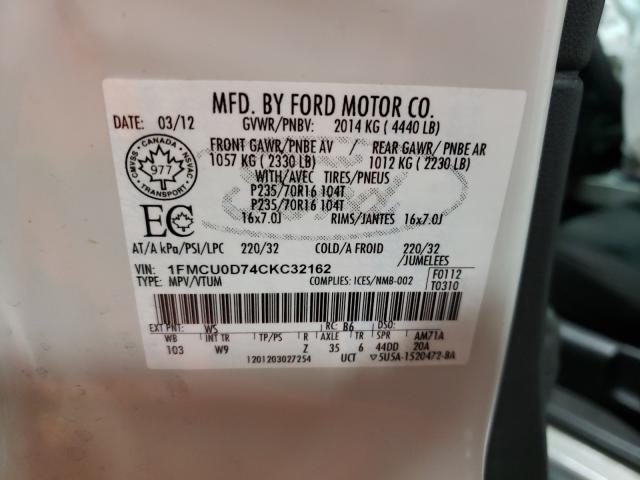 MFD. BY FORD MOTOR CO.
DATE: 03/12 GVWR/PNBV: 2014 KG ( 4440 LB)
FRONT GAWR/PNBE AV / REAR GAWR/ PNBE AR
1057 KG ( 2330 LB) 1012 KG ( 2230 LB)
WITH/AVEC TIRES/PNEUS
P235/70R16 104T
P235/70R16 104T
16x7.0J RIMS/JANTES 16x7.0J
CMVSS · CANADA · NSVAC
977
TRANSPORT
EC
AT/A kPa/PSI/LPC 220/32 COLD/A FROID 220/32
/JUMELEES
VIN: 1FMCU0D74CKC32162
TYPE: MPV/VTUM COMPLIES: ICES/NMB-002
F0112
T0310
EXT PNT: WS RC: B6 DSO:
WB INT TR TP/PS R AXLE TR SPR AM71A
103 W9 Z 35 6 44DD 20A
1201203027254 UCT 5U5A-1520472-BA